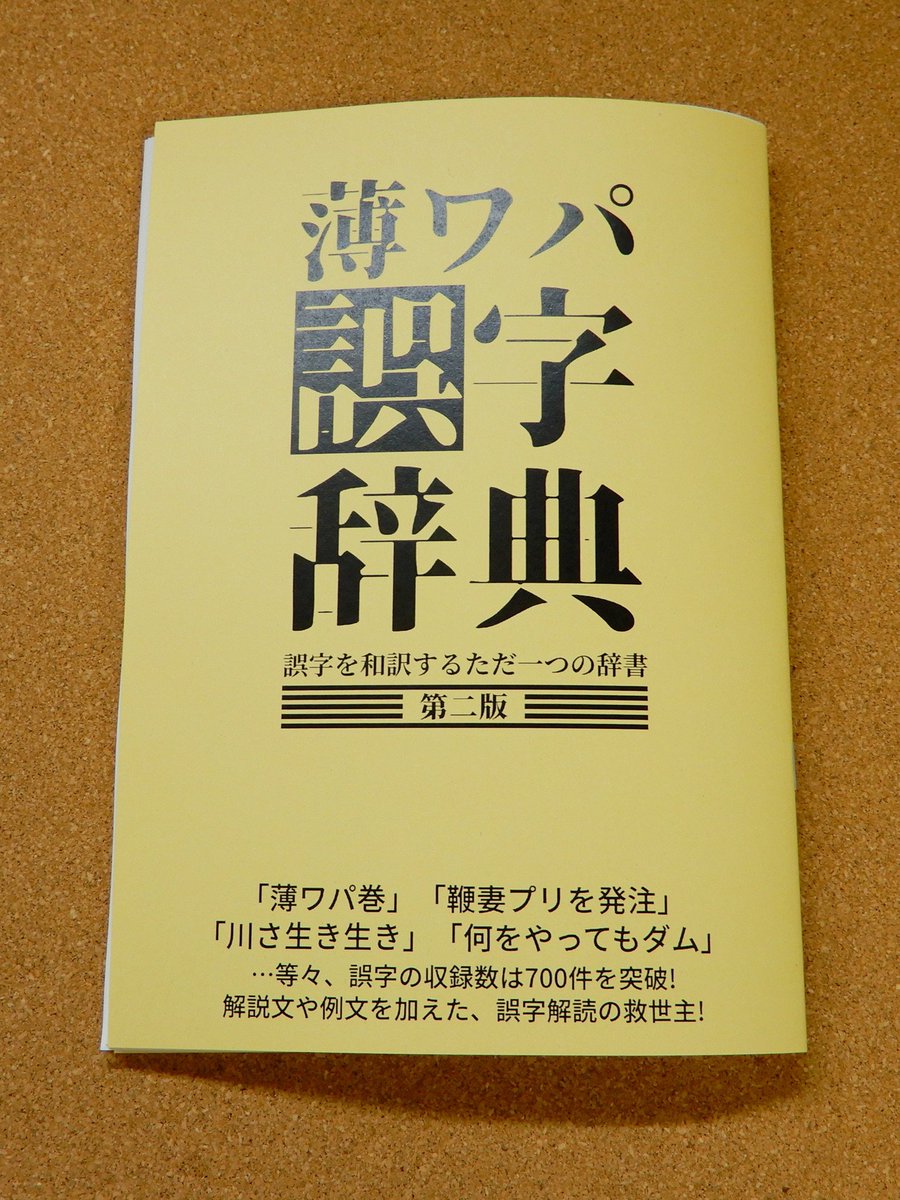 薄ワパ
誤字
辞典
誤字を和訳するただ一つの辞書
第二版
「薄ワパ巻」「鞭妻プリを発注」
「川さ生き生き」「何をやってもダム」
…等々、誤字の収録数は700件を突破!
解説文や例文を加えた、誤字解読の救世主!